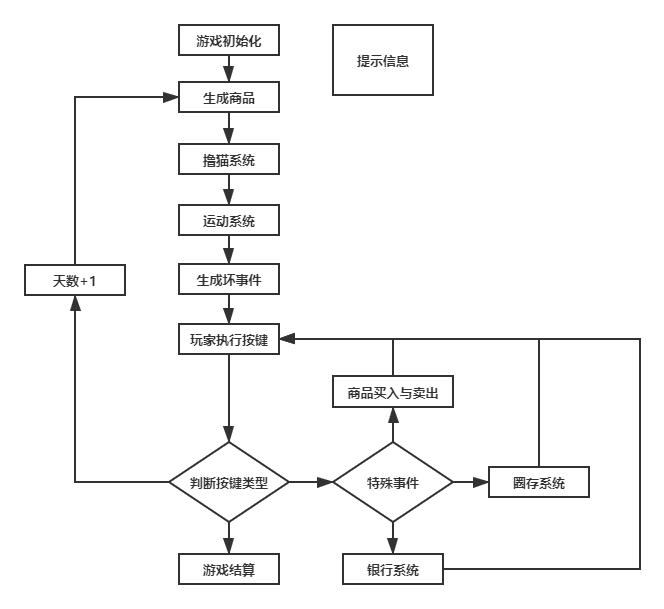 游戏初始化
提示信息
生成商品
撸猫系统
运动系统
天数+1
生成坏事件
玩家执行按键
商品买入与卖出
判断按键类型
特殊事件
囤存系统
游戏结算
银行系统